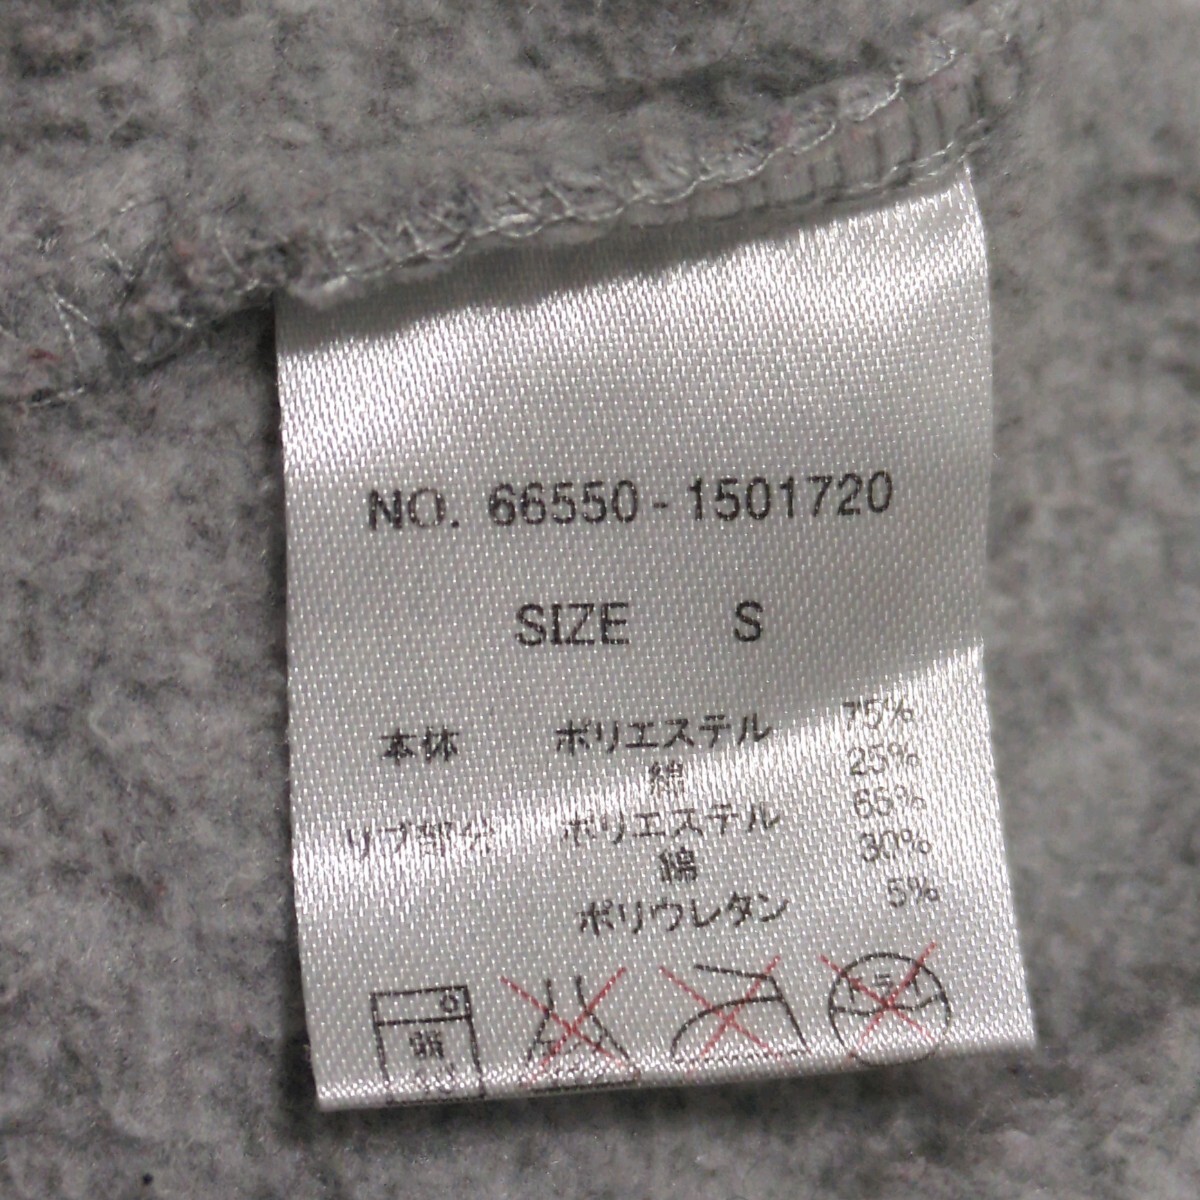 NO. 66550-1501720
SIZE S
本体 ポリエステル 75%
綿 25%
リブ部分 ポリエステル 65%
綿 30%
ポリウレタン 5%